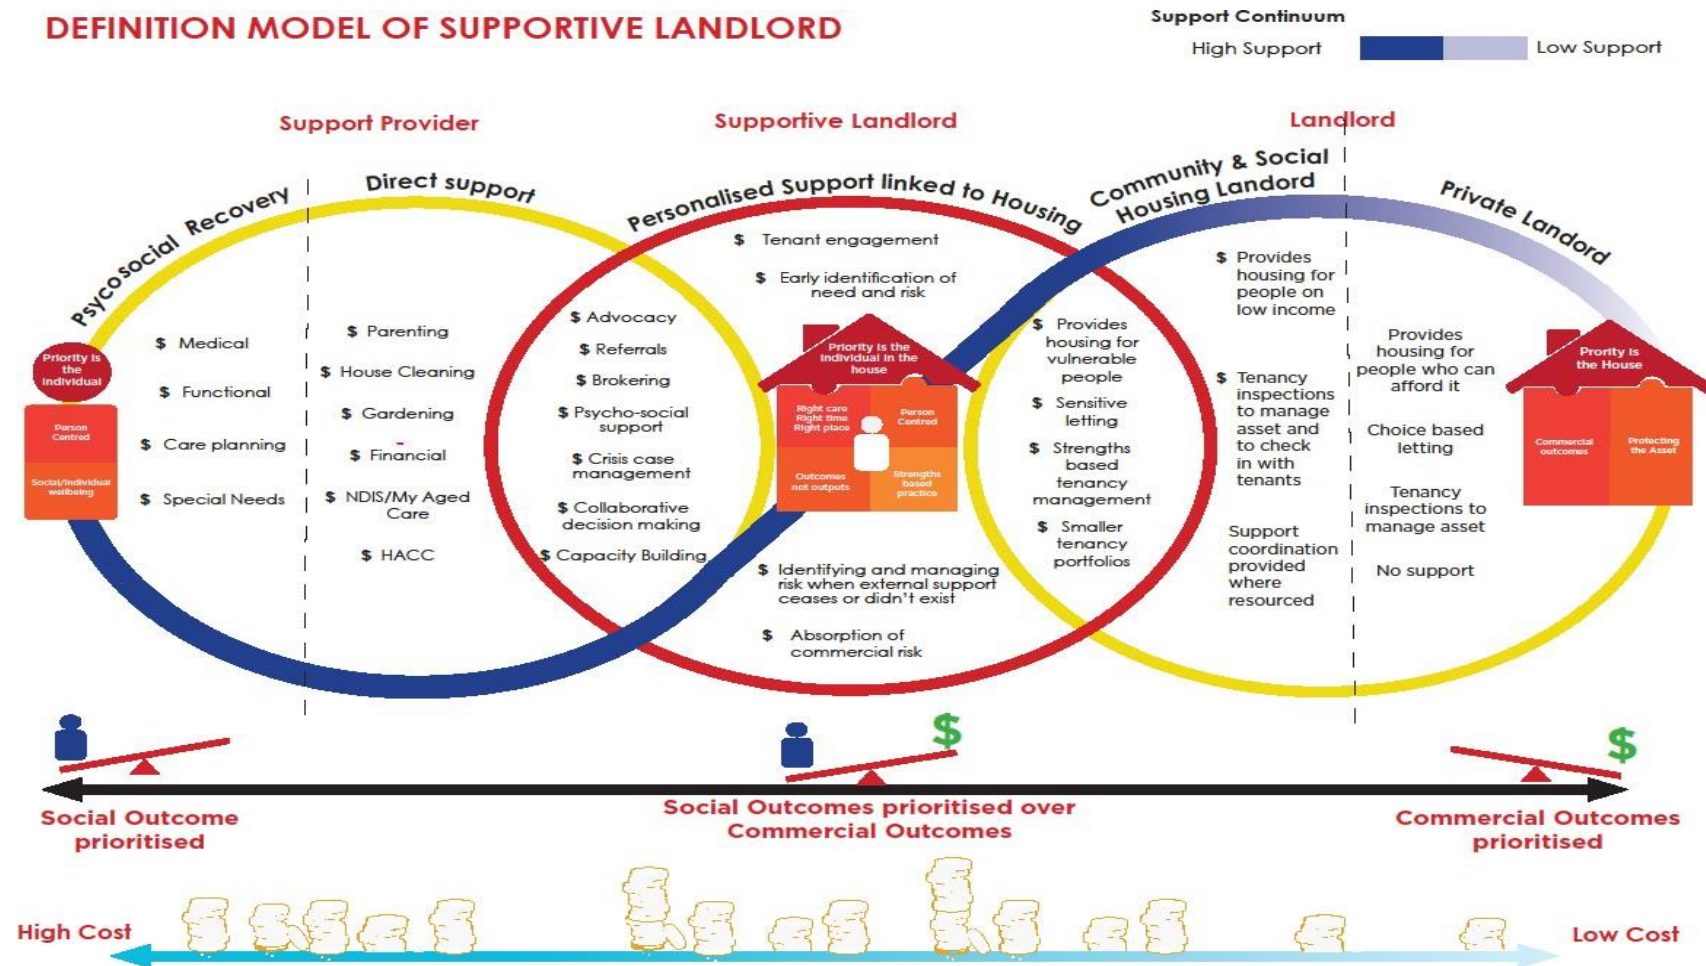 DEFINITION MODEL OF SUPPORTIVE LANDLORD
Support Continuum
High Support
Low Support
Support Provider
Supportive Landlord
Landlord
Psycosocial Recovery
Direct support
Personalised Support linked to Housing
Community & Social
Housing Landord
Private Landord
Priority is
the
individual
Person
Centred
Social/individual
wellbeing
$ Medical
$ Functional
$ Care planning
$ Special Needs
$ Parenting
$ House Cleaning
$ Gardening
$ Financial
$ NDIS/My Aged
Care
$ HACC
$ Advocacy
$ Referrals
$ Brokering
$ Psycho-social
support
$ Crisis case
management
$ Collaborative
decision making
$ Capacity Building
$ Tenant engagement
$ Early identification of
need and risk
Priority is the
individual in the
house
Right care
Right time
Right place
Person
Centred
Outcomes
not outputs
Strengths
based
practice
$ Identifying and managing
risk when external support
ceases or didn't exist
$ Absorption of
commercial risk
$ Provides
housing for
vulnerable
people
$ Sensitive
letting
$ Strengths
based
tenancy
management
$ Smaller
tenancy
portfolios
$ Provides
housing for
people on
low income
$ Tenancy
inspections
to manage
asset and
to check
in with
tenants
Support
coordination
provided
where
resourced
Provides
housing for
people who can
afford it
Choice based
letting
Tenancy
inspections to
manage asset
No support
Prority is
the House
Commercial
outcomes
Protecting
the Asset
$
$
Social Outcome
prioritised
Social Outcomes prioritised over
Commercial Outcomes
Commercial Outcomes
prioritised
High Cost
Low Cost